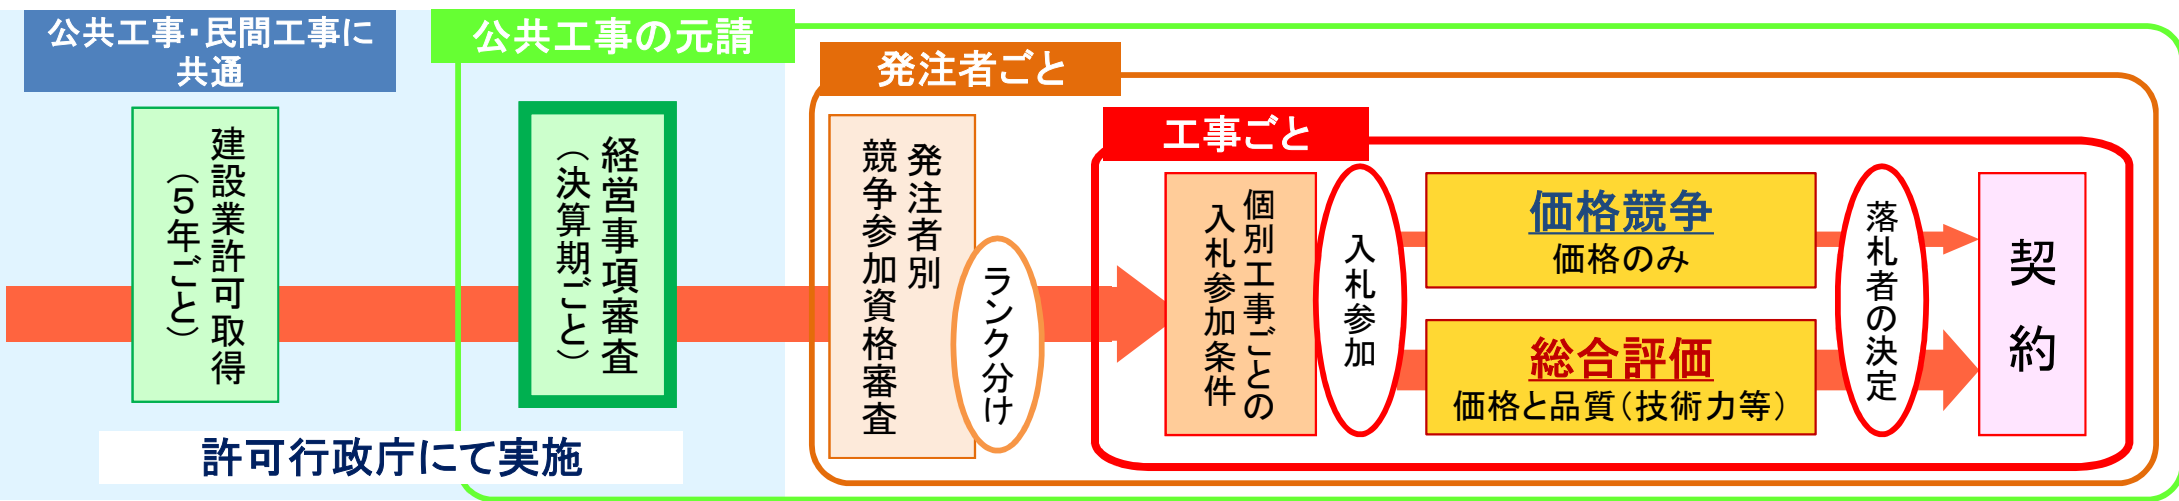 公共工事・民間工事に
共通
公共工事の元請
発注者ごと
工事ごと
建設業許可取得
（５年ごと）
経営事項審査
（決算期ごと）
許可行政庁にて実施
発注者別
競争参加資格審査
ランク分け
個別工事ごとの
入札参加条件
入札参加
価格競争
価格のみ
総合評価
価格と品質（技術力等）
落札者の決定
契約